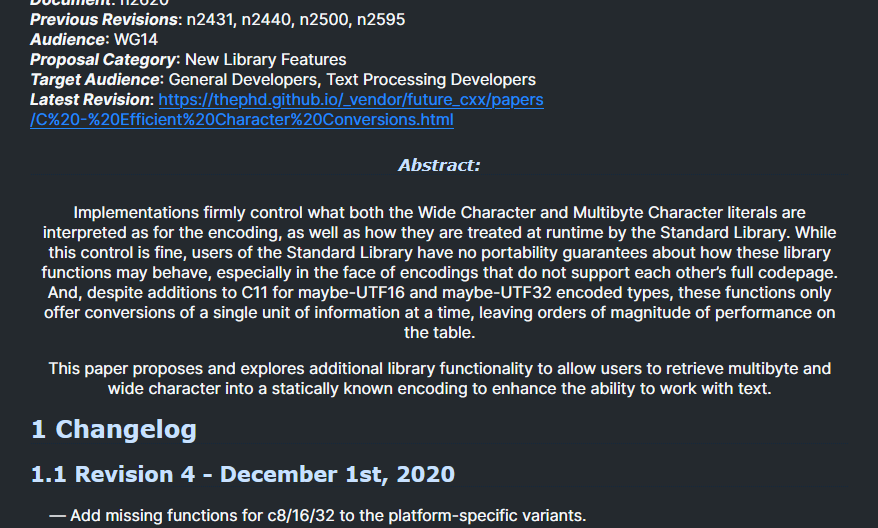 Document: n2620
Previous Revisions: n2431, n2440, n2500, n2595
Audience: WG14
Proposal Category: New Library Features
Target Audience: General Developers, Text Processing Developers
Latest Revision: https://thephd.github.io/_vendor/future_cxx/papers
/C%20-%20Efficient%20Character%20Conversions.html
Abstract:
Implementations firmly control what both the Wide Character and Multibyte Character literals are
interpreted as for the encoding, as well as how they are treated at runtime by the Standard Library. While
this control is fine, users of the Standard Library have no portability guarantees about how these library
functions may behave, especially in the face of encodings that do not support each other's full codepage.
And, despite additions to C11 for maybe-UTF16 and maybe-UTF32 encoded types, these functions only
offer conversions of a single unit of information at a time, leaving orders of magnitude of performance on
the table.
This paper proposes and explores additional library functionality to allow users to retrieve multibyte and
wide character into a statically known encoding to enhance the ability to work with text.
1 Changelog
1.1 Revision 4 - December 1st, 2020
— Add missing functions for c8/16/32 to the platform-specific variants.